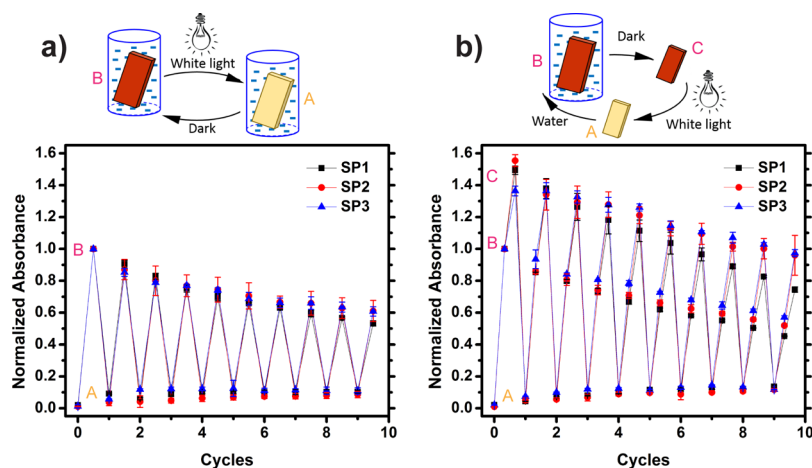 a)
White light
B
A
Dark
b)
Dark
B
C
Water
A
White light
1.6
1.4
1.2
1.0
0.8
0.6
0.4
0.2
0.0
Normalized Absorbance
B
A
SP1
SP2
SP3
0 2 4 6 8 10
Cycles
1.6
1.4
1.2
1.0
0.8
0.6
0.4
0.2
0.0
Normalized Absorbance
C
B
A
SP1
SP2
SP3
0 2 4 6 8 10
Cycles